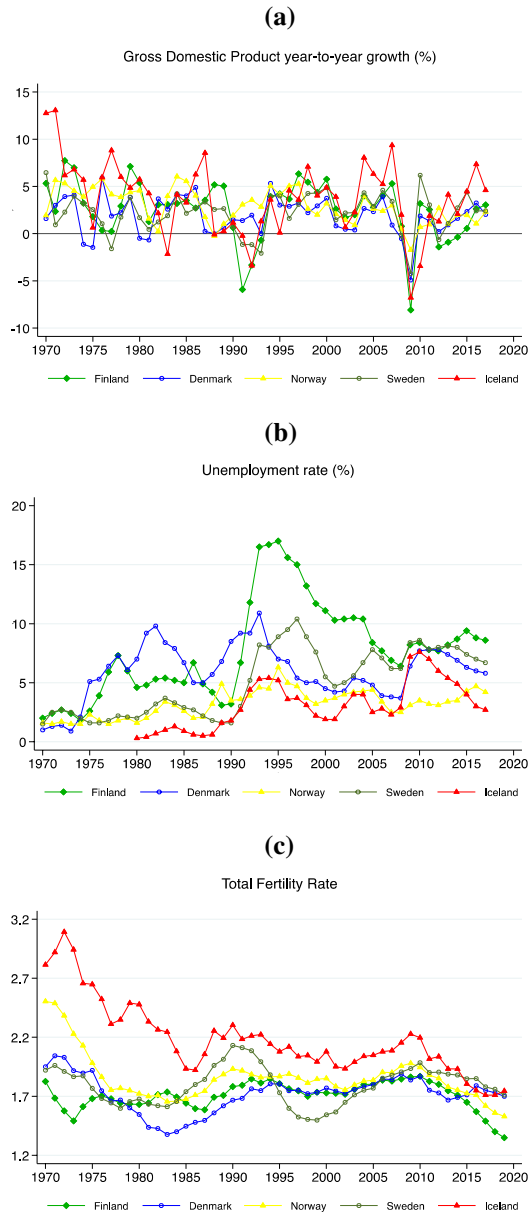 (a)
Gross Domestic Product year-to-year growth (%)
15
10
5
0
-5
-10
1970 1975 1980 1985 1990 1995 2000 2005 2010 2015 2020
Finland Denmark Norway Sweden Iceland
(b)
Unemployment rate (%)
20
15
10
5
0
1970 1975 1980 1985 1990 1995 2000 2005 2010 2015 2020
Finland Denmark Norway Sweden Iceland
(c)
Total Fertility Rate
3,2
2,7
2,2
1,7
1,2
1970 1975 1980 1985 1990 1995 2000 2005 2010 2015 2020
Finland Denmark Norway Sweden Iceland